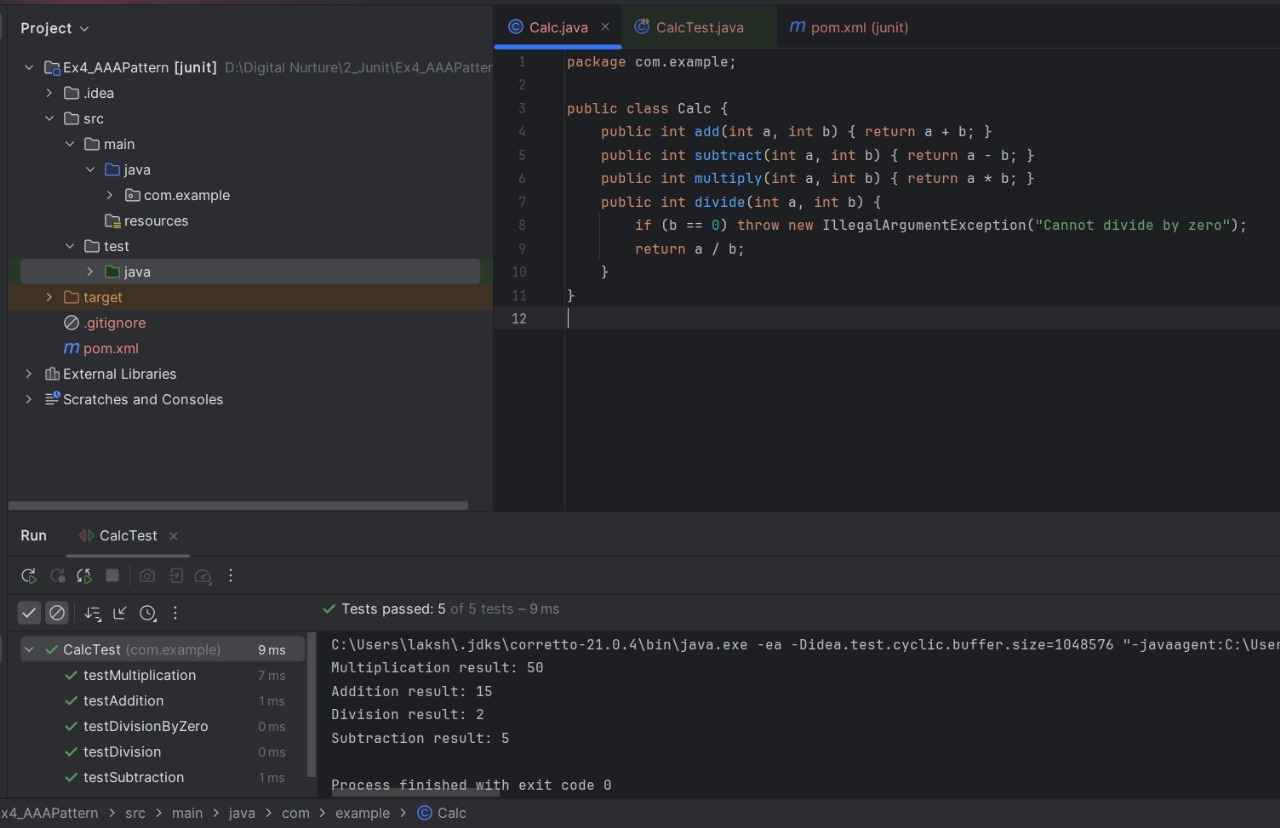 Project
Ex4_AAAPattern [junit] D:\Digital Nurture\2_Junit\Ex4_AAAPatter
.idea
src
main
java
com.example
resources
test
java
target
.gitignore
pom.xml
External Libraries
Scratches and Consoles
Calc.java
CalcTest.java
pom.xml (junit)
1 package com.example;
2
3 public class Calc {
4 public int add(int a, int b) { return a + b; }
5 public int subtract(int a, int b) { return a - b; }
6 public int multiply(int a, int b) { return a * b; }
7 public int divide(int a, int b) {
8 if (b == 0) throw new IllegalArgumentException("Cannot divide by zero");
9 return a / b;
10 }
11 }
12
Run CalcTest
Tests passed: 5 of 5 tests – 9 ms
CalcTest (com.example) 9 ms
testMultiplication 7 ms
testAddition 1 ms
testDivisionByZero 0 ms
testDivision 0 ms
testSubtraction 1 ms
C:\Users\laksh\.jdks\corretto-21.0.4\bin\java.exe -ea -Didea.test.cyclic.buffer.size=1048576 "-javaagent:C:\User
Multiplication result: 50
Addition result: 15
Division result: 2
Subtraction result: 5
Process finished with exit code 0
x4_AAAPattern > src > main > java > com > example > Calc